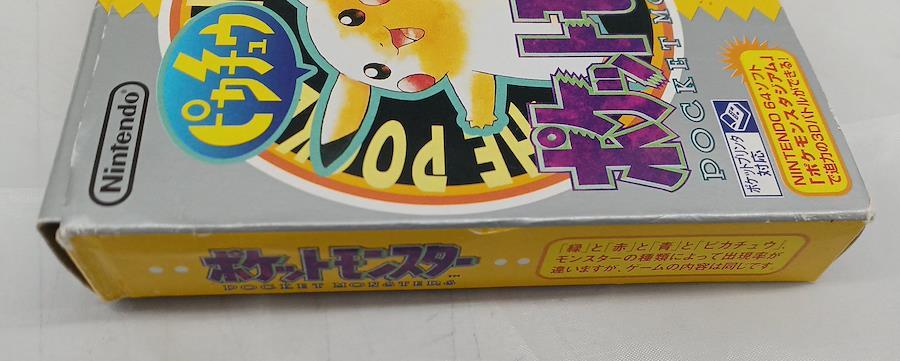 Nintendo
ピカチュウ
THE POCK
ポケット
POCKET MO
ポケットプリンタ
対応
NINTENDO 64ソフト
「ポケモンスタジアム」
で迫力の3Dバトルができる!
ポケットモンスター
POCKET MONSTERS
「緑」と「赤」と「青」と「ピカチュウ」、
モンスターの種類によって出現率が
違いますが、ゲームの内容は同じです。